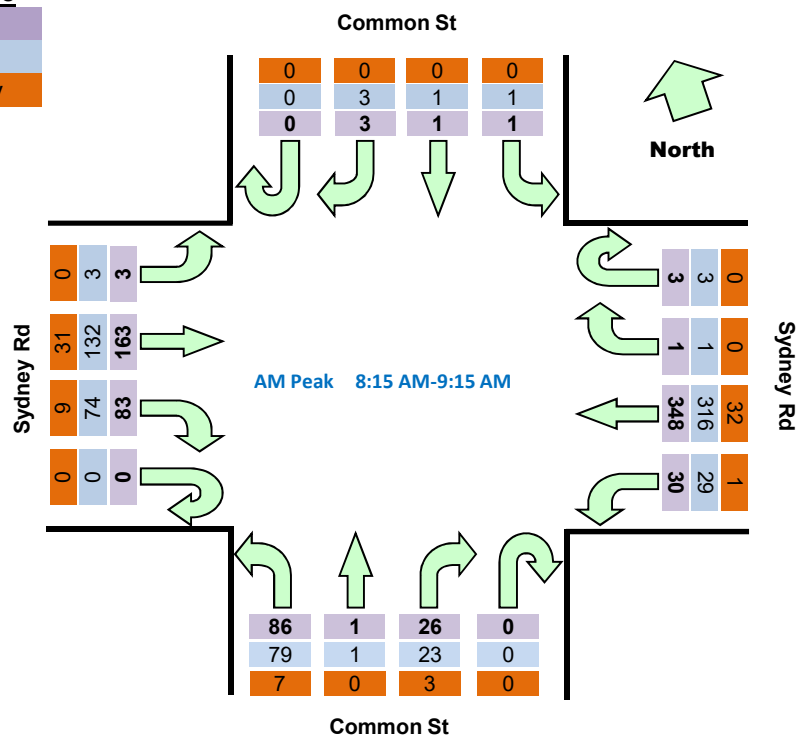 Common St
0 0 0 0
0 3 1 1
0 3 1 1
North
0 3 3
31 132 163
9 74 83
0 0 0
Sydney Rd
AM Peak 8:15 AM-9:15 AM
3 3 0
1 1 0
348 316 32
30 29 1
Sydney Rd
86 1 26 0
79 1 23 0
7 0 3 0
Common St